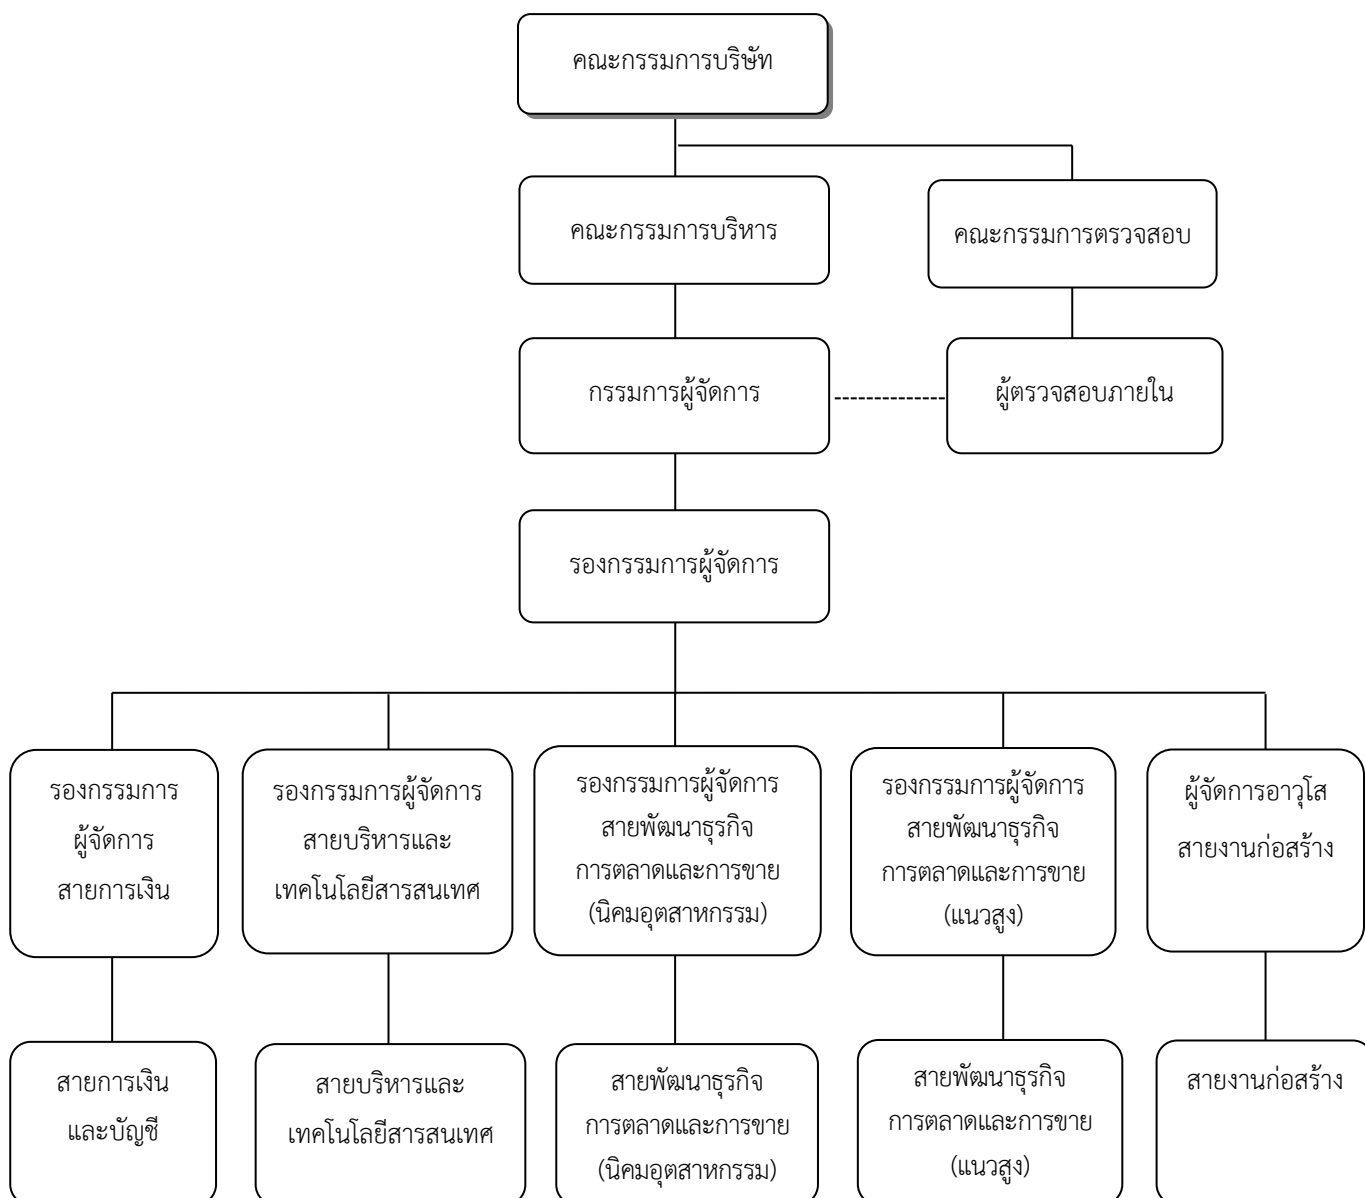 คณะกรรมการบริษัท
คณะกรรมการบริหาร
คณะกรรมการตรวจสอบ
กรรมการผู้จัดการ
ผู้ตรวจสอบภายใน
รองกรรมการผู้จัดการ
รองกรรมการ
ผู้จัดการ
สายการเงิน
รองกรรมการผู้จัดการ
สายบริหารและ
เทคโนโลยีสารสนเทศ
รองกรรมการผู้จัดการ
สายพัฒนาธุรกิจ
การตลาดและการขาย
(นิคมอุตสาหกรรม)
รองกรรมการผู้จัดการ
สายพัฒนาธุรกิจ
การตลาดและการขาย
(แนวสูง)
ผู้จัดการอาวุโส
สายงานก่อสร้าง
สายการเงิน
และบัญชี
สายบริหารและ
เทคโนโลยีสารสนเทศ
สายพัฒนาธุรกิจ
การตลาดและการขาย
(นิคมอุตสาหกรรม)
สายพัฒนาธุรกิจ
การตลาดและการขาย
(แนวสูง)
สายงานก่อสร้าง